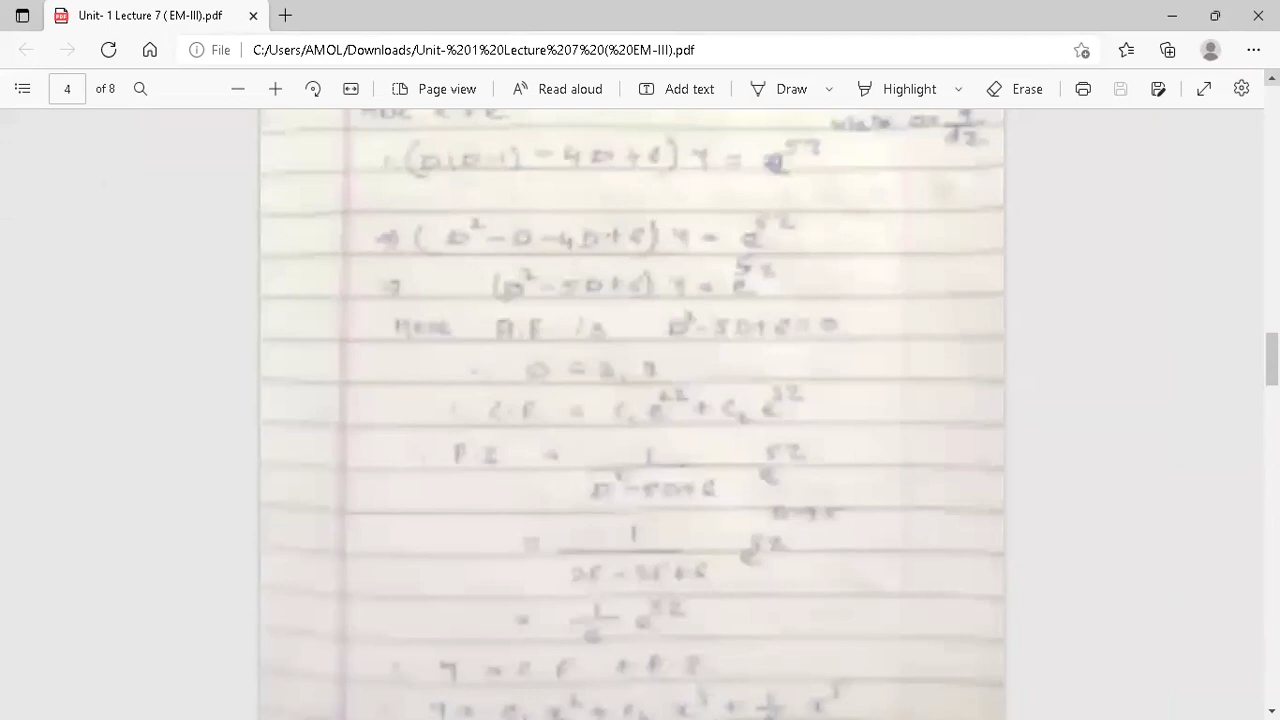 Unit- 1 Lecture 7 ( EM-III).pdf
File C:/Users/AMOL/Downloads/Unit-%201%20Lecture%207%20(%20EM-III).pdf
4 of 8 Page view Read aloud Add text Draw Highlight Erase Share
∴ (D(D-1) - 4D + 6) y = e^{5z}
⇒ ( D² - D - 4D + 6) y = e^{5z}
⇒ (D² - 5D + 6) y = e^{5z}
Here A.E is D² - 5D + 6 = 0
∴ D = 2, 3
∴ C.F = C₁ e^{2z} + C₂ e^{3z}
P.I = 1/(D² - 5D + 6) e^{5z}
D→5
= 1/(25 - 25 + 6) e^{5z}
= 1/6 e^{5z}
∴ y = C.F + P.I
y = C₁ x² + C₂ x³ + 1/6 x⁵